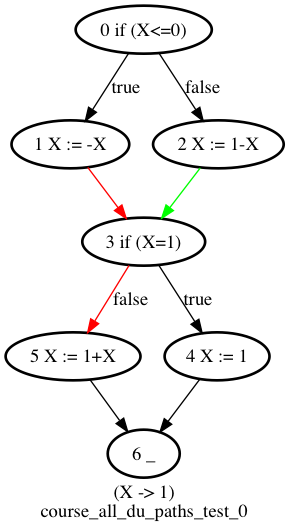 0 if (X<=0)
true
false
1 X := -X
2 X := 1-X
3 if (X=1)
false
true
5 X := 1+X
4 X := 1
6 _
(X -> 1)
course_all_du_paths_test_0